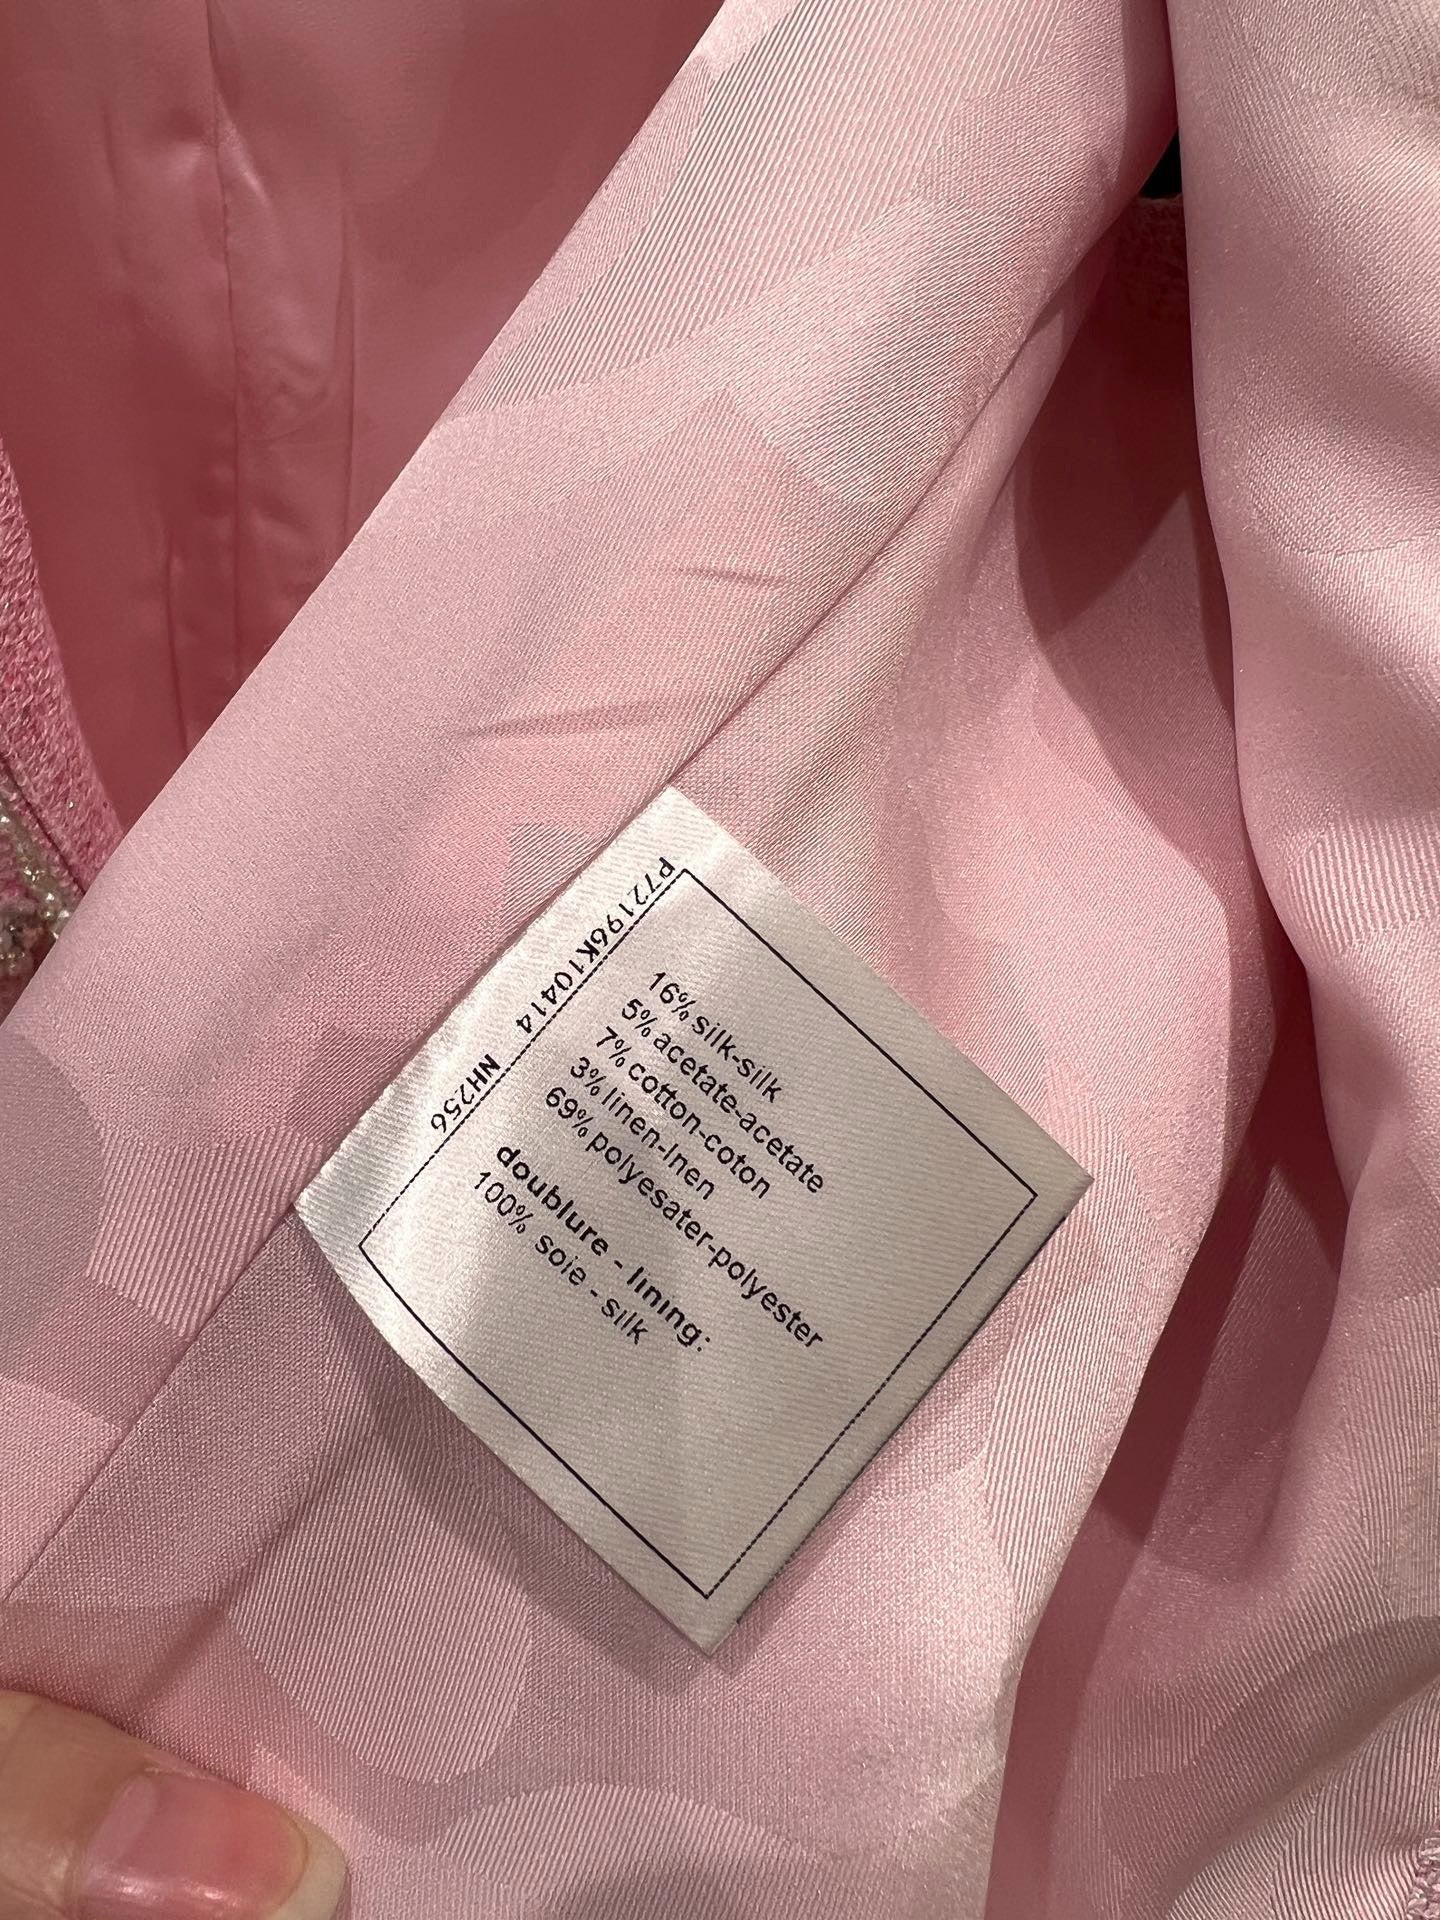 P72196K10414 NH256
16% silk-silk
5% acetate-acetate
7% cotton-coton
3% linen-lnen
69% polyesater-polyester
doublure - lining:
100% soie - silk